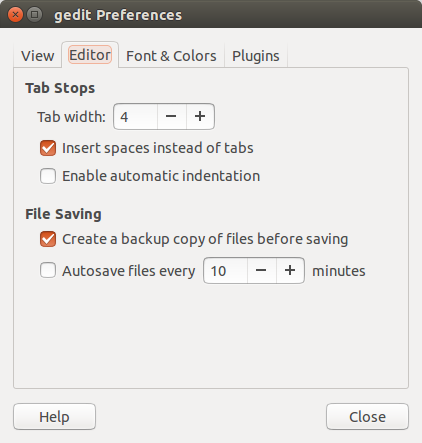 gedit Preferences
View Editor Font & Colors Plugins
Tab Stops
Tab width: 4
Insert spaces instead of tabs
Enable automatic indentation
File Saving
Create a backup copy of files before saving
Autosave files every 10 minutes
Help Close